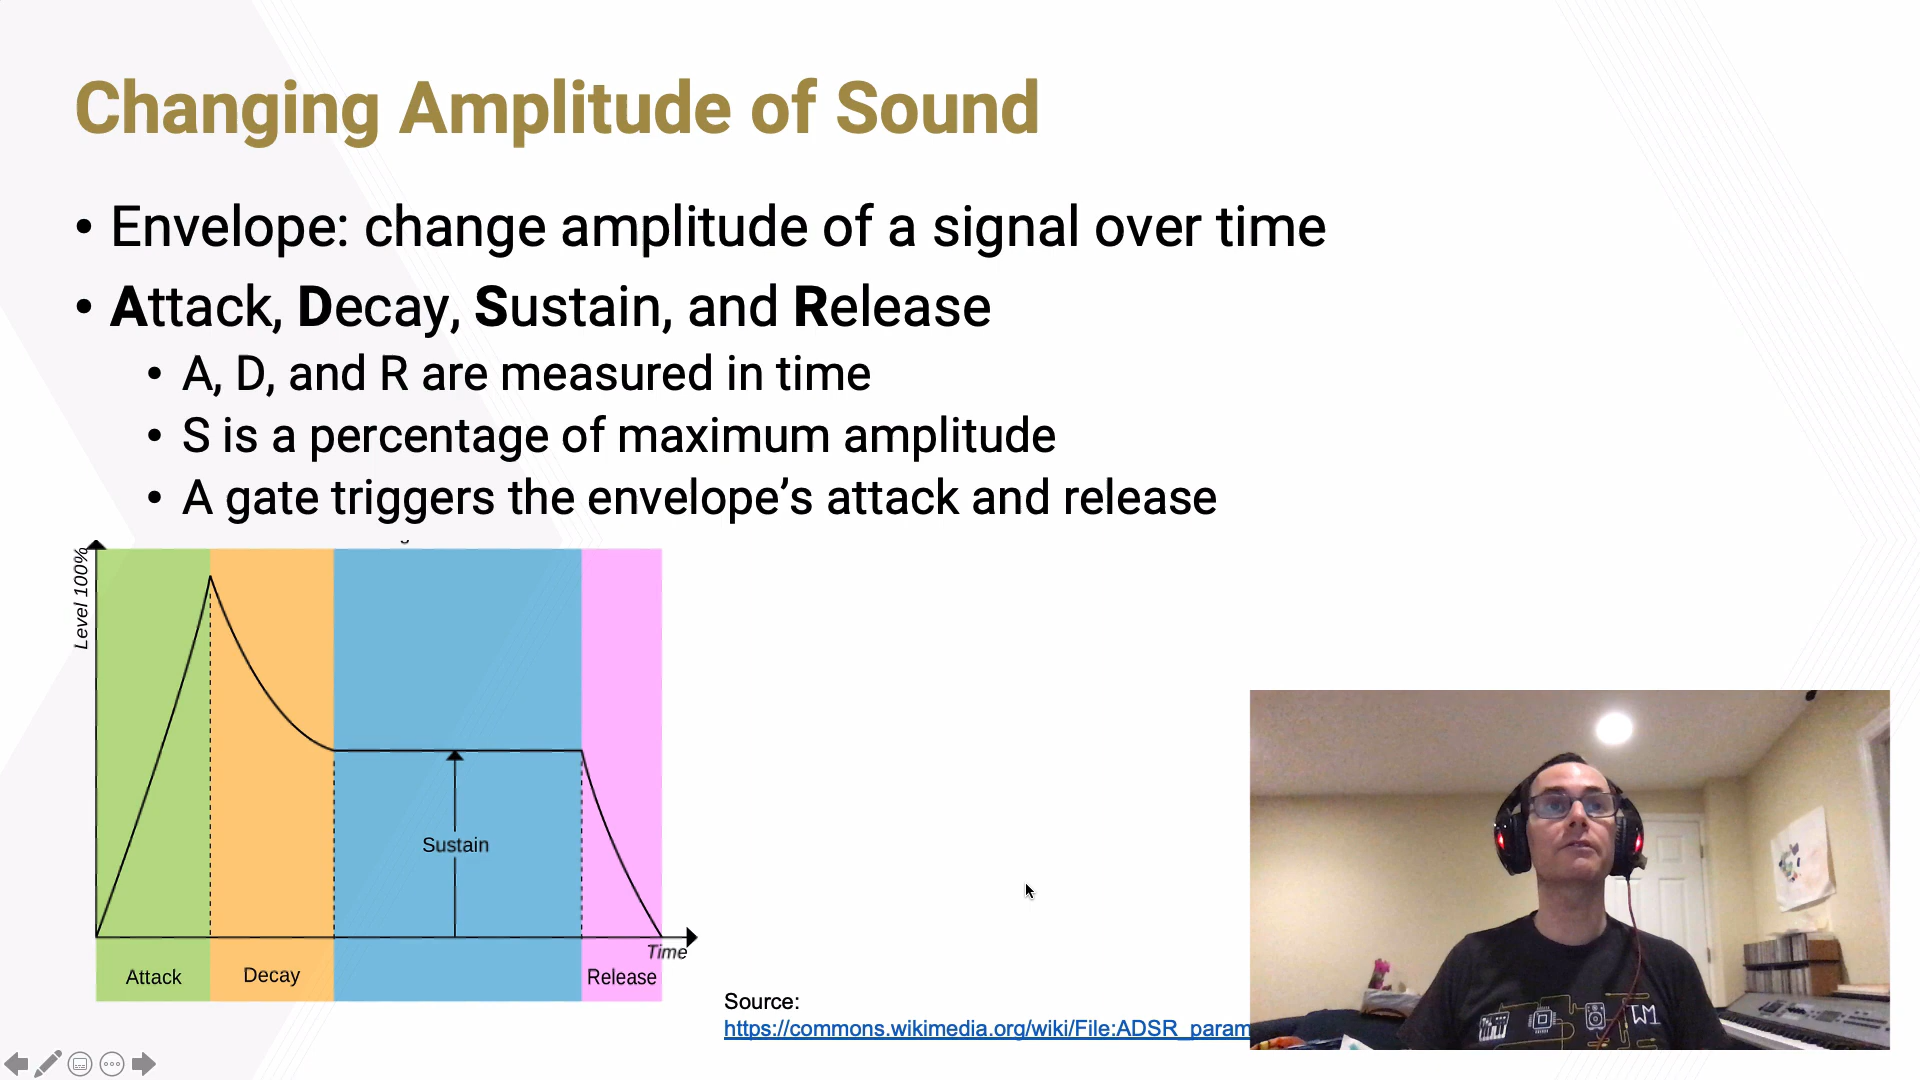 Changing Amplitude of Sound
• Envelope: change amplitude of a signal over time
• Attack, Decay, Sustain, and Release
• A, D, and R are measured in time
• S is a percentage of maximum amplitude
• A gate triggers the envelope’s attack and release
Level 100%
Sustain
Time
Attack
Decay
Release
Source:
https://commons.wikimedia.org/wiki/File:ADSR_param